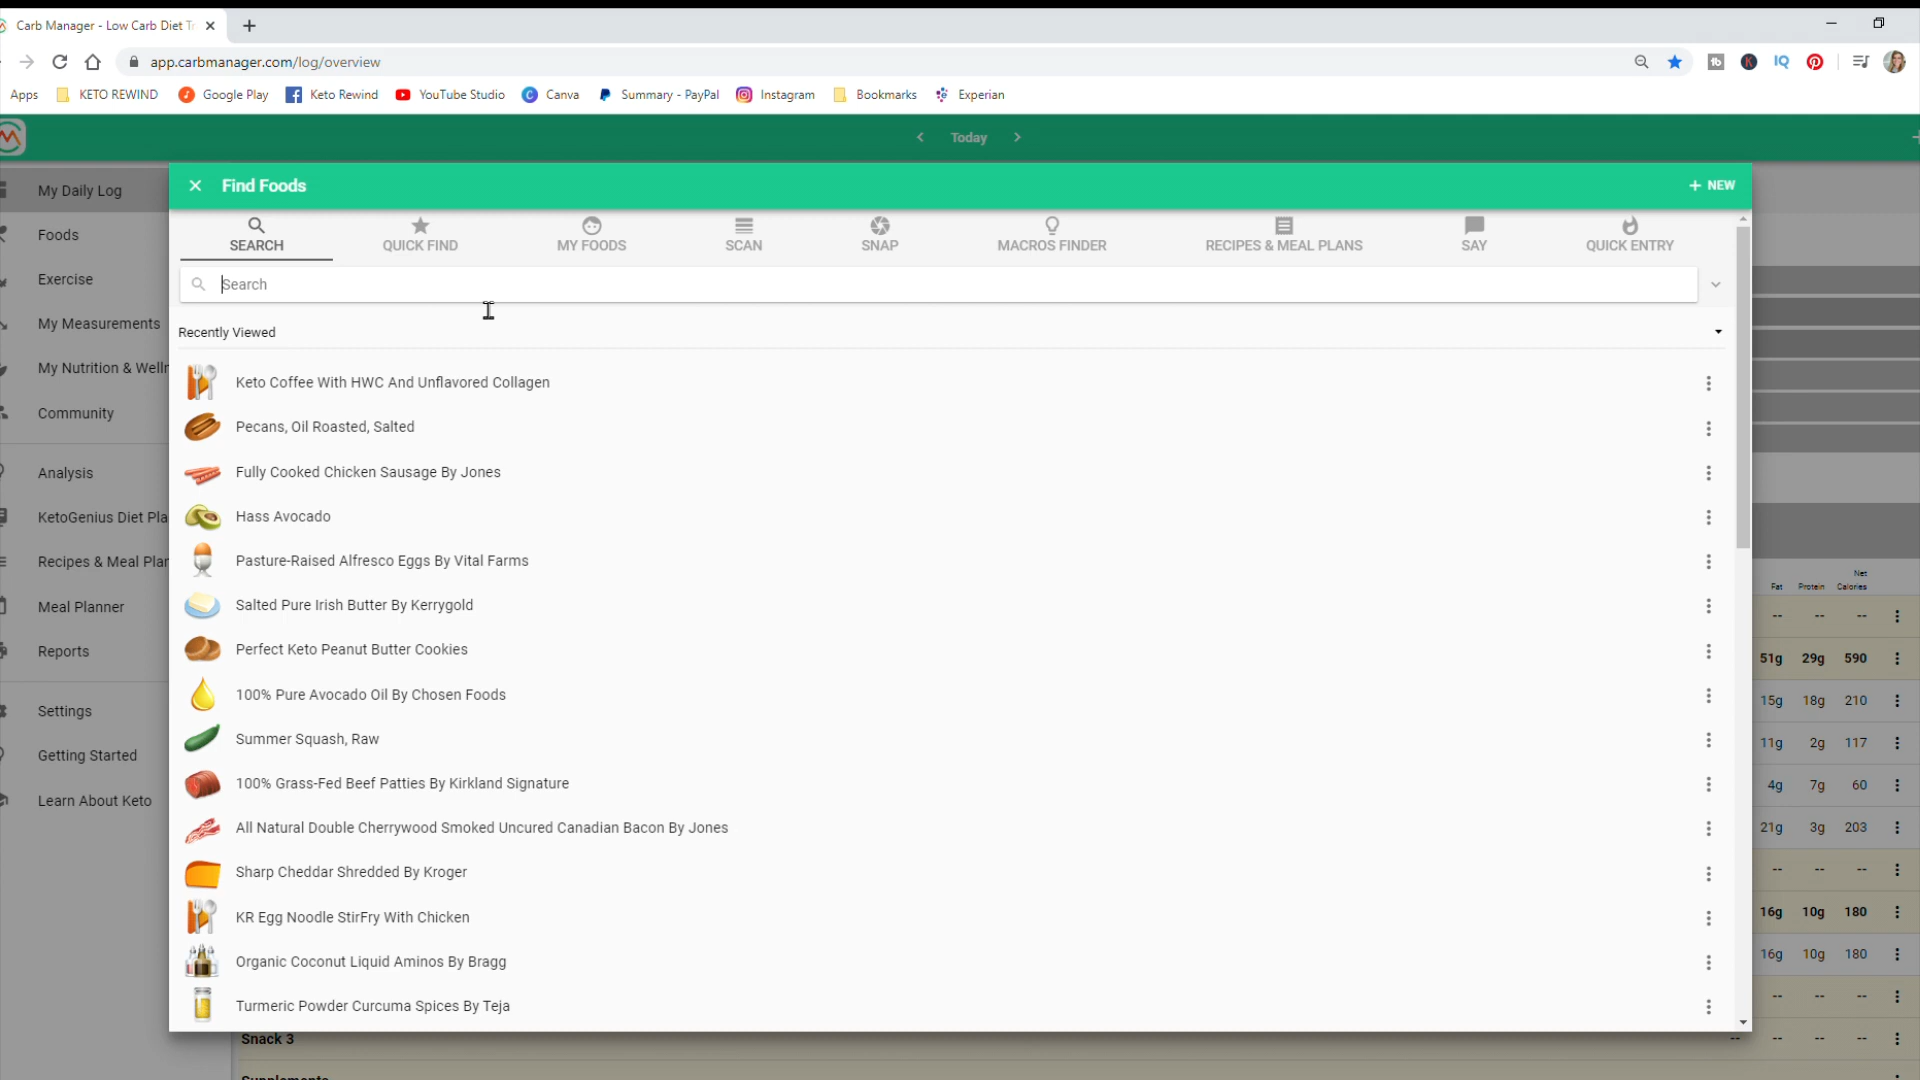 Carb Manager - Low Carb Diet Tr
app.carbmanager.com/log/overview
Apps KETO REWIND Google Play Keto Rewind YouTube Studio Canva Summary - PayPal Instagram Bookmarks Experian
Today
My Daily Log
Foods
Exercise
My Measurements
My Nutrition & Welln
Community
Analysis
KetoGenius Diet Pla
Recipes & Meal Plan
Meal Planner
Reports
Settings
Getting Started
Learn About Keto
Find Foods
+ NEW
SEARCH QUICK FIND MY FOODS SCAN SNAP MACROS FINDER RECIPES & MEAL PLANS SAY QUICK ENTRY
Search
Recently Viewed
Keto Coffee With HWC And Unflavored Collagen
Pecans, Oil Roasted, Salted
Fully Cooked Chicken Sausage By Jones
Hass Avocado
Pasture-Raised Alfresco Eggs By Vital Farms
Salted Pure Irish Butter By Kerrygold
Perfect Keto Peanut Butter Cookies
100% Pure Avocado Oil By Chosen Foods
Summer Squash, Raw
100% Grass-Fed Beef Patties By Kirkland Signature
All Natural Double Cherrywood Smoked Uncured Canadian Bacon By Jones
Sharp Cheddar Shredded By Kroger
KR Egg Noodle StirFry With Chicken
Organic Coconut Liquid Aminos By Bragg
Turmeric Powder Curcuma Spices By Teja
Fat Protein Net Calories
-- -- --
51g 29g 590
15g 18g 210
11g 2g 117
4g 7g 60
21g 3g 203
-- -- --
16g 10g 180
16g 10g 180
-- -- --
Snack 3 -- -- -- --
Supplements